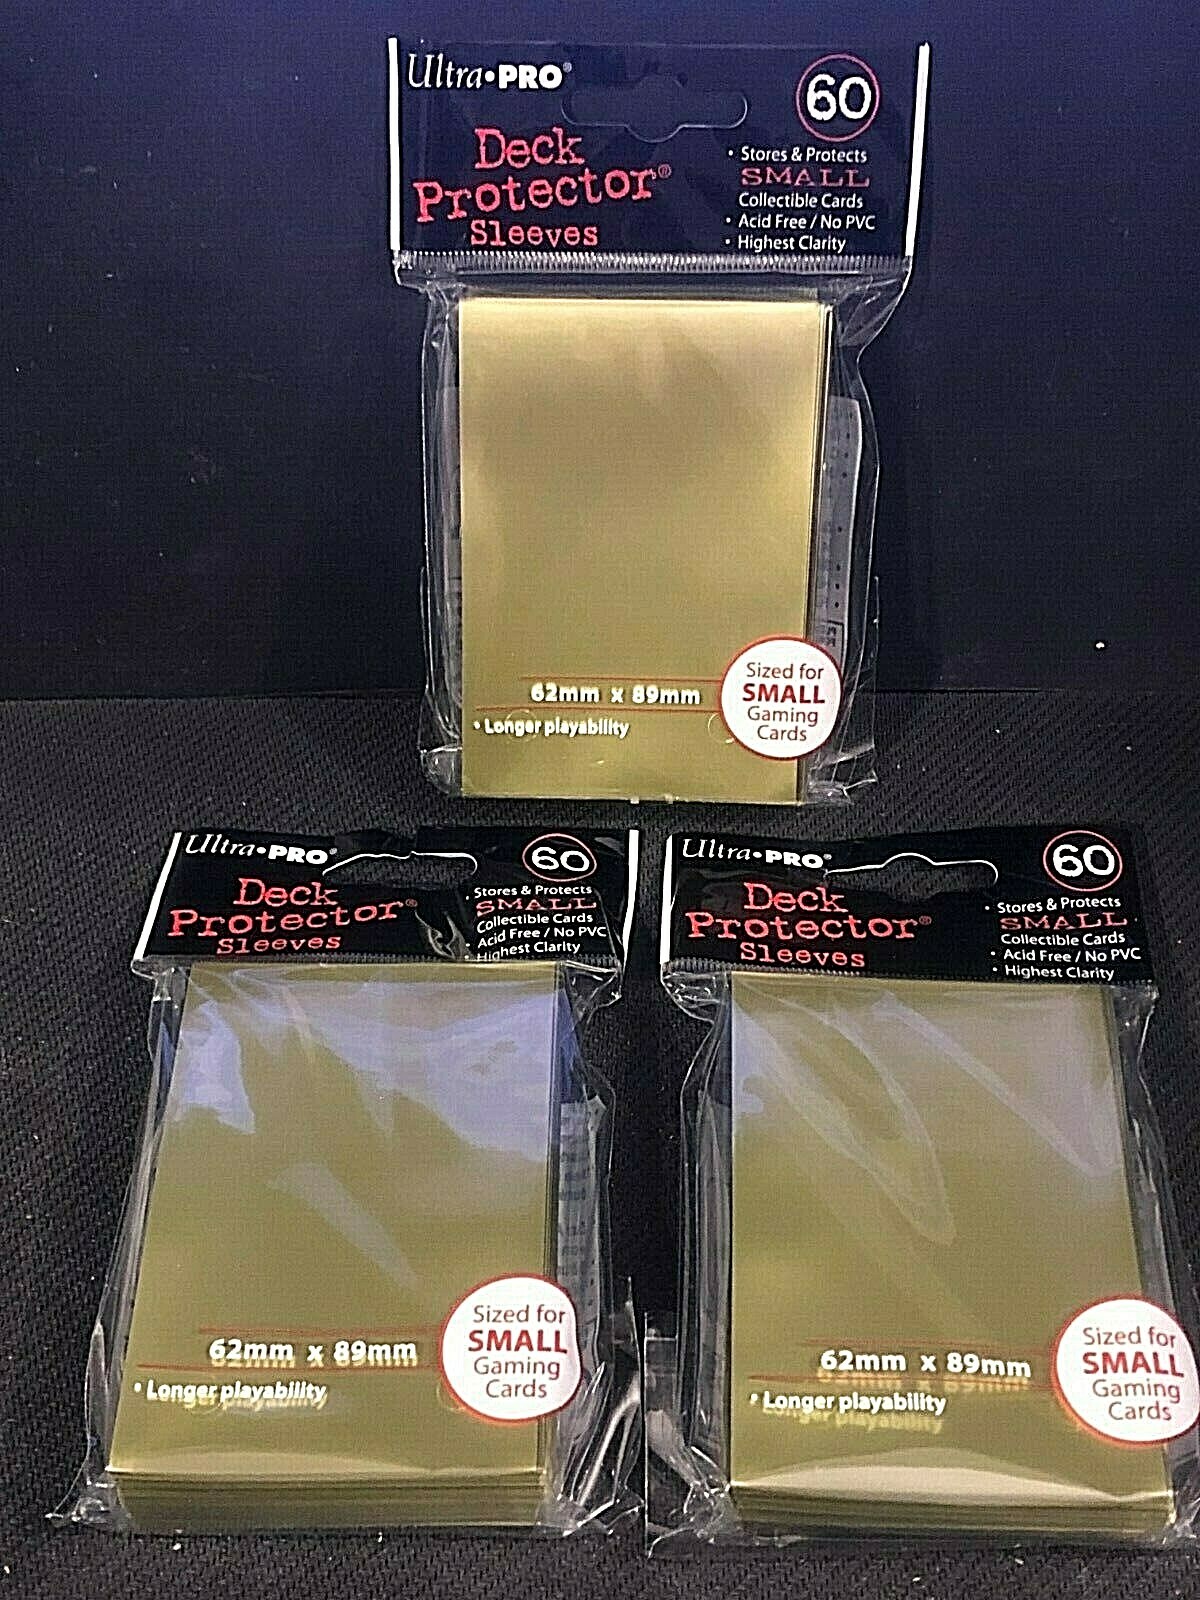 Ultra•PRO®
60
Deck
Protector®
Sleeves
• Stores & Protects
SMALL
Collectible Cards
• Acid Free / No PVC
• Highest Clarity
62mm x 89mm
• Longer playability
Sized for
SMALL
Gaming
Cards
Ultra•PRO®
60
Deck
Protector®
Sleeves
• Stores & Protects
SMALL
Collectible Cards
• Acid Free / No PVC
• Highest Clarity
62mm x 89mm
• Longer playability
Sized for
SMALL
Gaming
Cards
Ultra•PRO®
60
Deck
Protector®
Sleeves
• Stores & Protects
SMALL
Collectible Cards
• Acid Free / No PVC
• Highest Clarity
62mm x 89mm
• Longer playability
Sized for
SMALL
Gaming
Cards